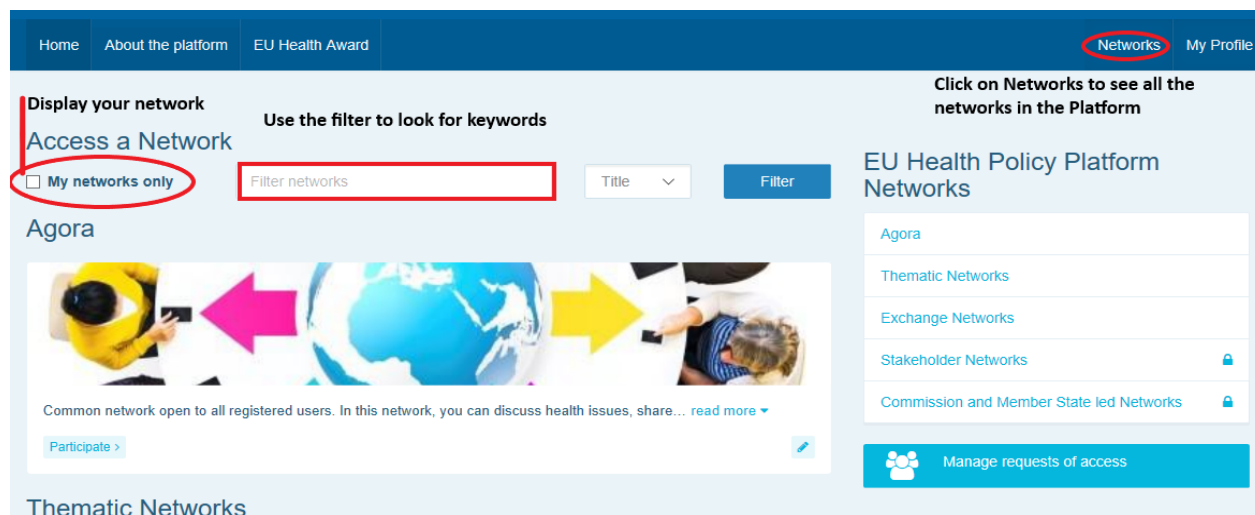 Home About the platform EU Health Award Networks My Profile
Display your network
Use the filter to look for keywords
Click on Networks to see all the
networks in the Platform
Access a Network
My networks only Filter networks Title Filter
Agora
Common network open to all registered users. In this network, you can discuss health issues, share... read more
Participate >
Thematic Networks
EU Health Policy Platform
Networks
Agora
Thematic Networks
Exchange Networks
Stakeholder Networks
Commission and Member State led Networks
Manage requests of access